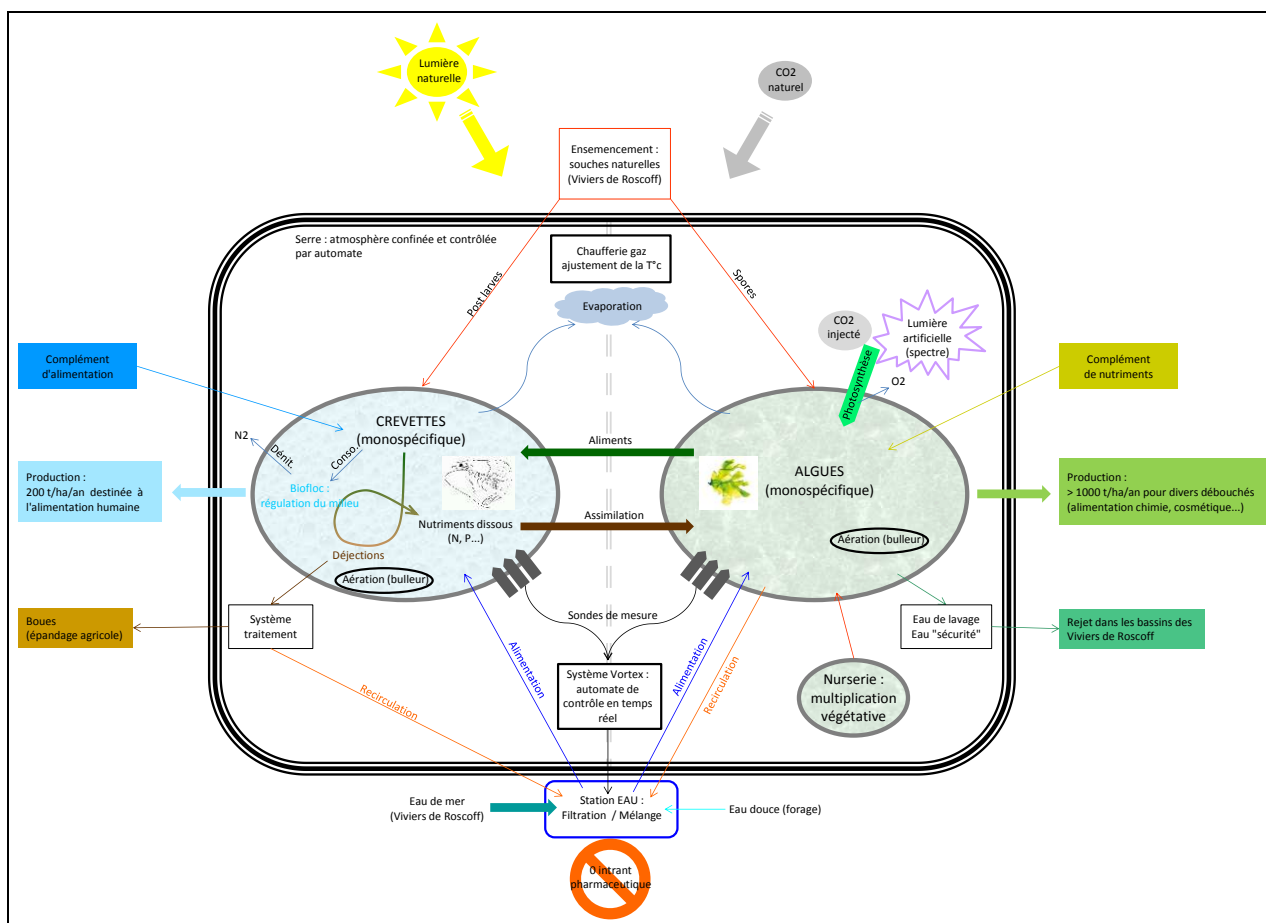 Lumière
naturelle
CO2
naturel
Ensemencement :
souches naturelles
(Viviers de Roscoff)
Serre : atmosphère confinée et contrôlée
par automate
Chaufferie gaz
ajustement de la T°c
Post larves
Spores
Evaporation
CO2
injecté
Lumière
artificielle
(spectre)
Photosynthèse
O2
Complément
d'alimentation
Complément
de nutriments
CREVETTES
(monospécifique)
N2
Dénit.
Conso.
Biofloc :
régulation du milieu
Aliments
ALGUES
(monospécifique)
Production :
200 t/ha/an destinée à
l'alimentation humaine
Production :
> 1000 t/ha/an pour divers débouchés
(alimentation chimie, cosmétique...)
Nutriments dissous
(N, P...)
Assimilation
Déjections
Aération (bulleur)
Aération (bulleur)
Sondes de mesure
Boues
(épandage agricole)
Système
traitement
Eau de lavage
Eau "sécurité"
Rejet dans les bassins des
Viviers de Roscoff
Recirculation
Alimentation
Système Vortex :
automate de
contrôle en temps
réel
Alimentation
Recirculation
Nurserie :
multiplication
végétative
Eau de mer
(Viviers de Roscoff)
Station EAU :
Filtration / Mélange
Eau douce (forage)
0 intrant
pharmaceutique